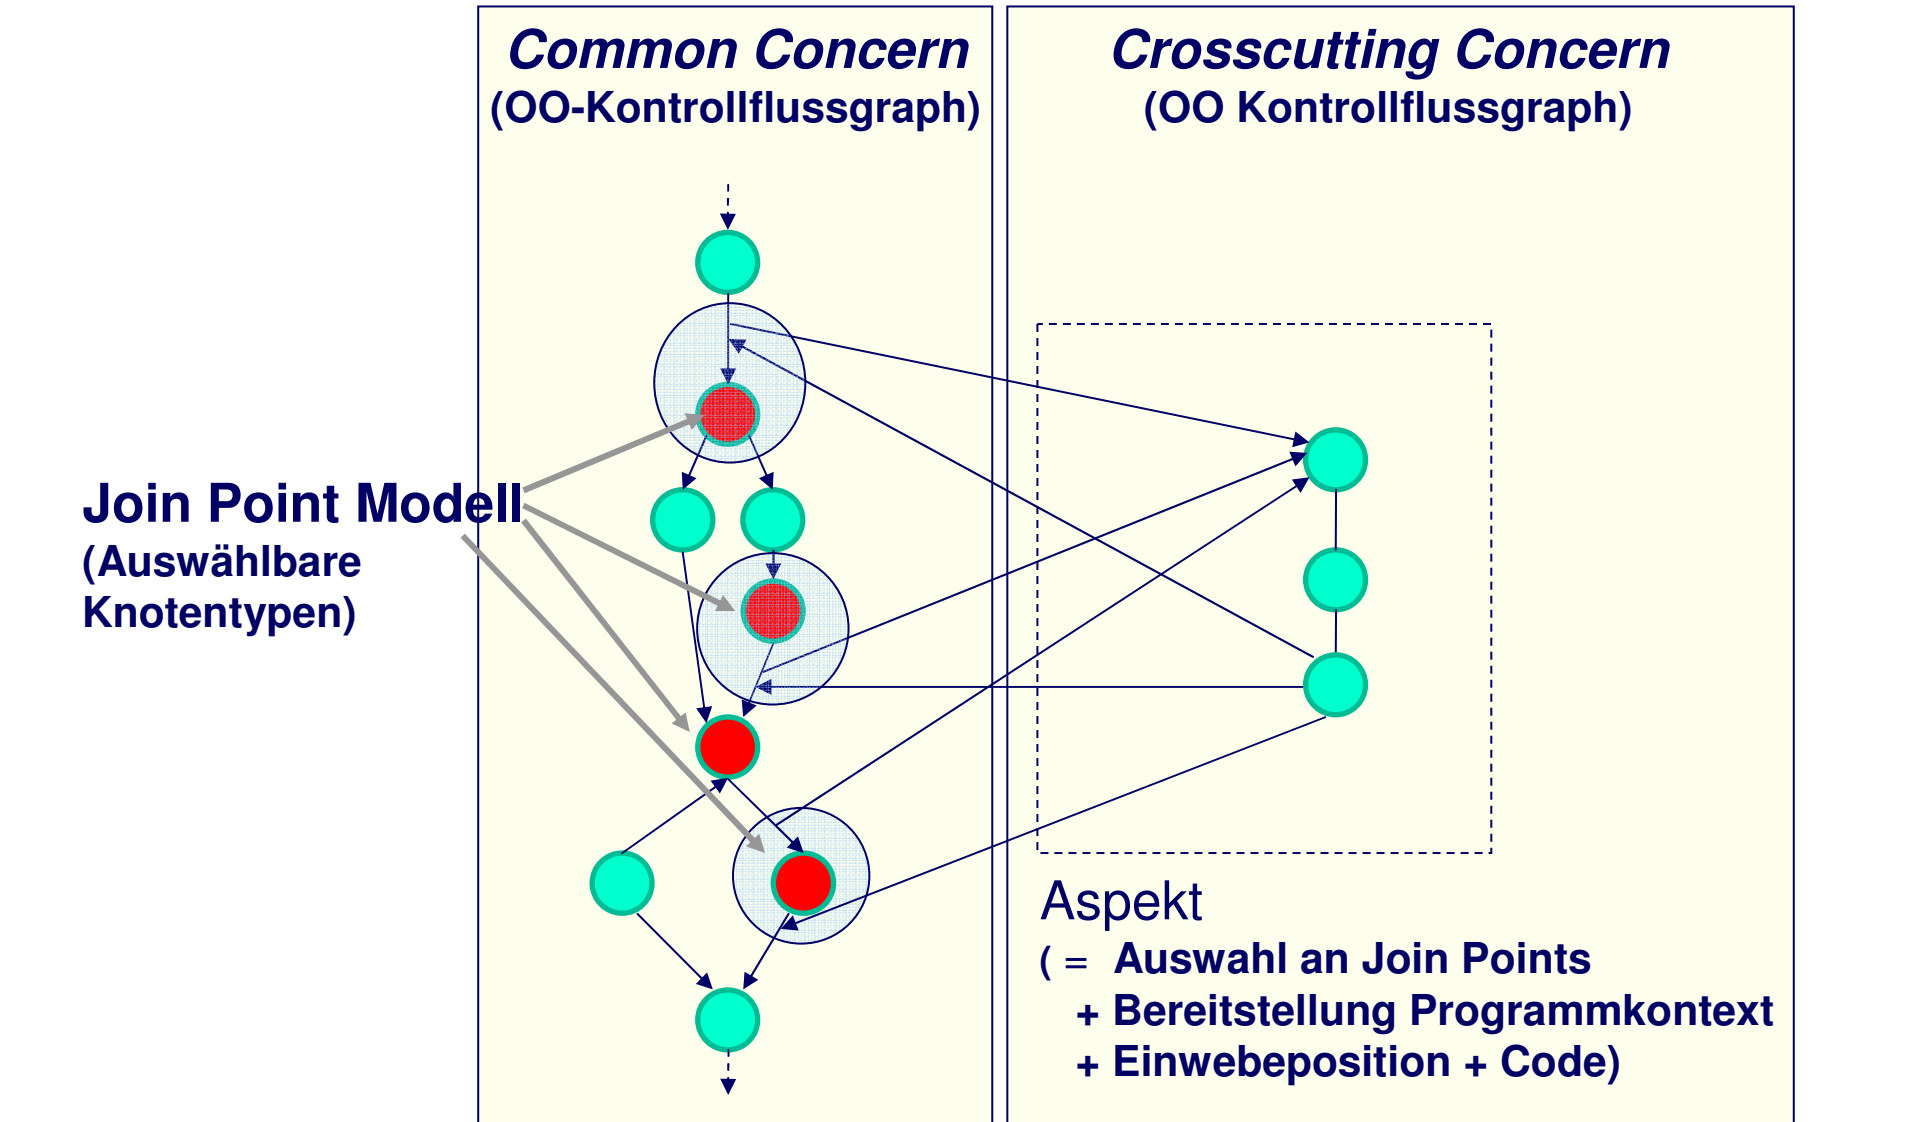 Common Concern
(OO-Kontrollflussgraph)
Crosscutting Concern
(OO Kontrollflussgraph)
Join Point Modell
(Auswählbare
Knotentypen)
Aspekt
( = Auswahl an Join Points
+ Bereitstellung Programmkontext
+ Einwebeposition + Code)